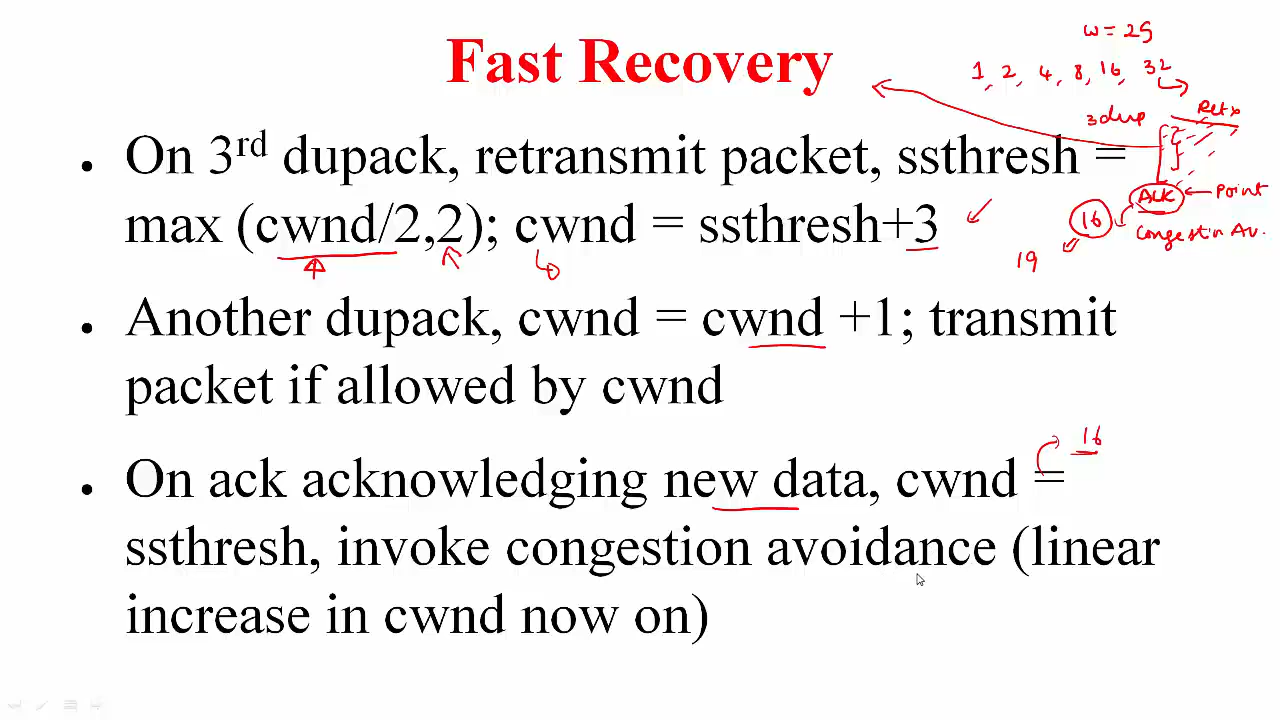 w = 25
Fast Recovery
1, 2, 4, 8, 16, 32
3dup Retx
• On 3rd dupack, retransmit packet, ssthresh =
ACK Point
max (cwnd/2,2); cwnd = ssthresh+3
16 Congest'n Av.
19
• Another dupack, cwnd = cwnd +1; transmit
packet if allowed by cwnd
16
• On ack acknowledging new data, cwnd =
ssthresh, invoke congestion avoidance (linear
increase in cwnd now on)